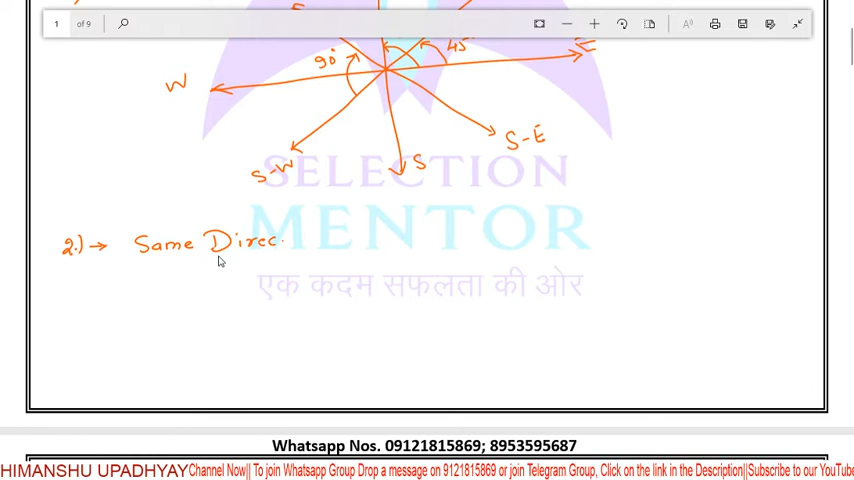 1 of 9
E
45°
90°
W
S-E
S
S-W
SELECTION
MENTOR
2.) → Same Direc.
एक कदम सफलता की ओर
Whatsapp Nos. 09121815869; 8953595687
HIMANSHU UPADHYAY Channel Now|| To join Whatsapp Group Drop a message on 9121815869 or join Telegram Group, Click on the link in the Description||Subscribe to our YouTube